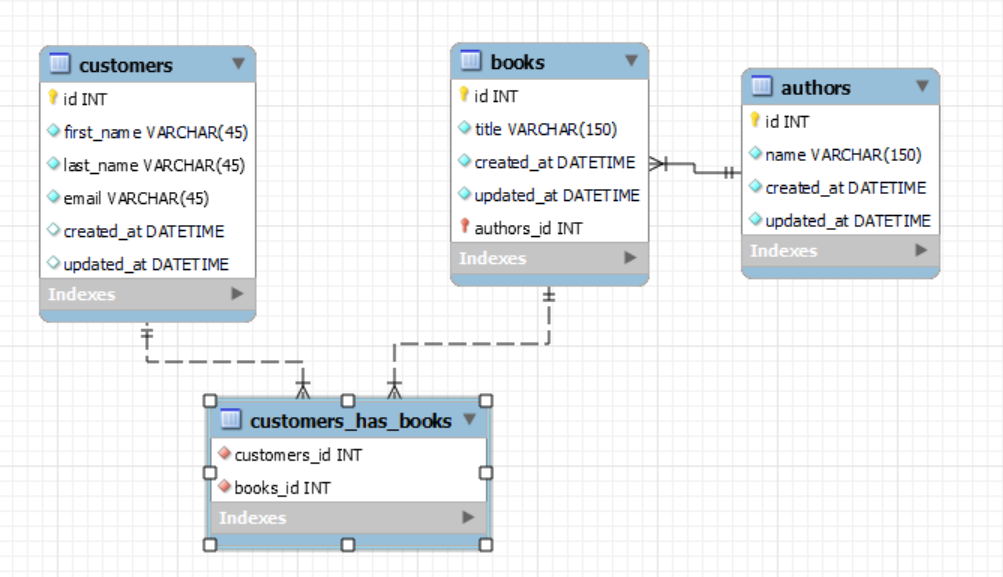 customers
id INT
first_name VARCHAR(45)
last_name VARCHAR(45)
email VARCHAR(45)
created_at DATETIME
updated_at DATETIME
Indexes
books
id INT
title VARCHAR(150)
created_at DATETIME
updated_at DATETIME
authors_id INT
Indexes
authors
id INT
name VARCHAR(150)
created_at DATETIME
updated_at DATETIME
Indexes
customers_has_books
customers_id INT
books_id INT
Indexes